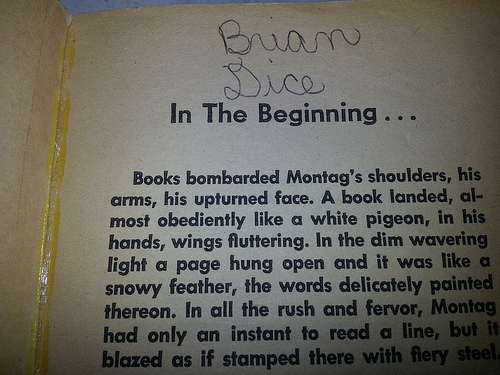 Brian
Dice
In The Beginning . . .
Books bombarded Montag's shoulders, his
arms, his upturned face. A book landed, al-
most obediently like a white pigeon, in his
hands, wings fluttering. In the dim wavering
light a page hung open and it was like a
snowy feather, the words delicately painted
thereon. In all the rush and fervor, Montag
had only an instant to read a line, but it
blazed as if stamped there with fiery steel.